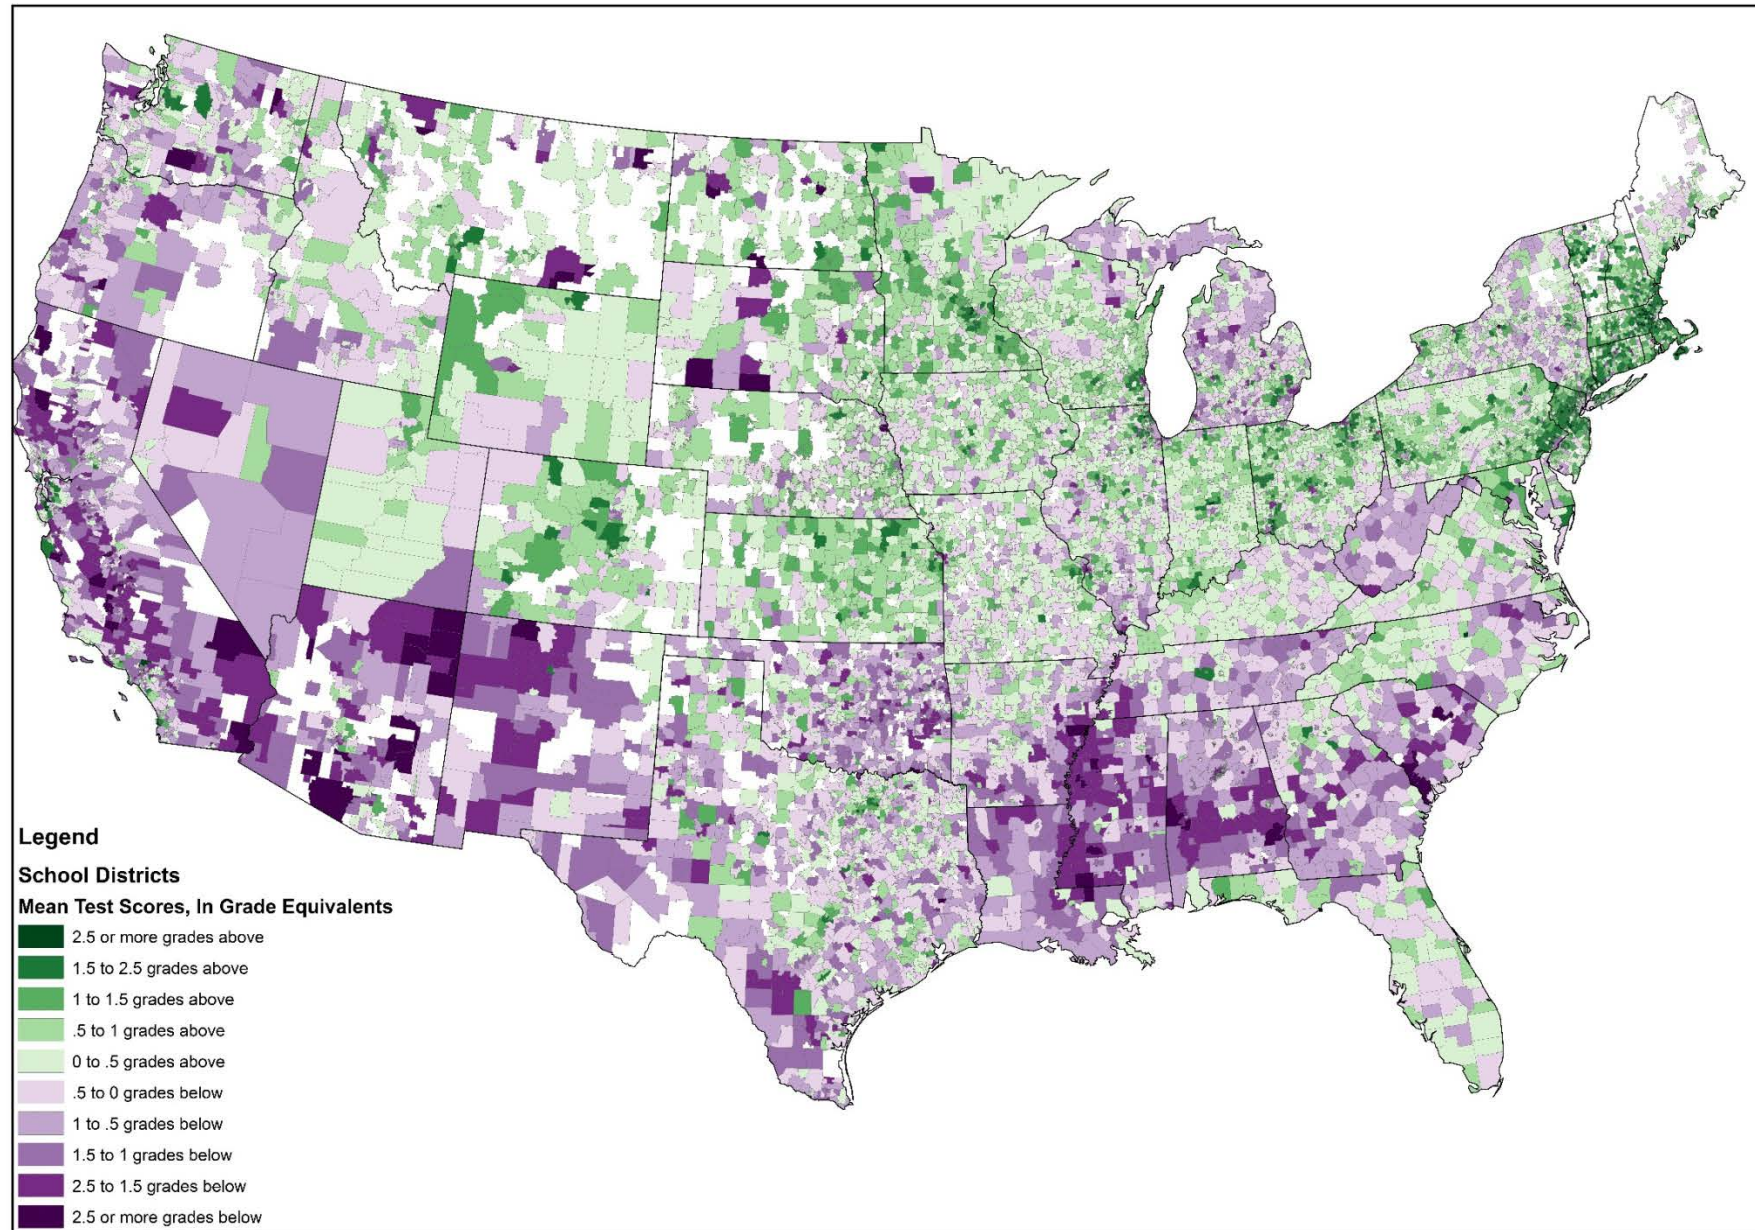 Legend
School Districts
Mean Test Scores, In Grade Equivalents
2.5 or more grades above
1.5 to 2.5 grades above
1 to 1.5 grades above
.5 to 1 grades above
0 to .5 grades above
.5 to 0 grades below
1 to .5 grades below
1.5 to 1 grades below
2.5 to 1.5 grades below
2.5 or more grades below